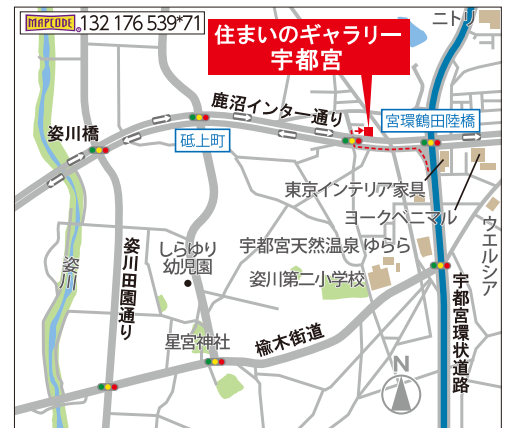 MAPCODE 132 176 539*71
ニトリ
住まいのギャラリー
宇都宮
鹿沼インター通り
宮環鶴田陸橋
姿川橋
砥上町
東京インテリア家具
ヨークベニマル
ウエルシア
宇都宮天然温泉 ゆらら
しらゆり
幼児園
姿川第二小学校
姿川
姿川田園通り
宇都宮環状道路
星宮神社
楡木街道
N